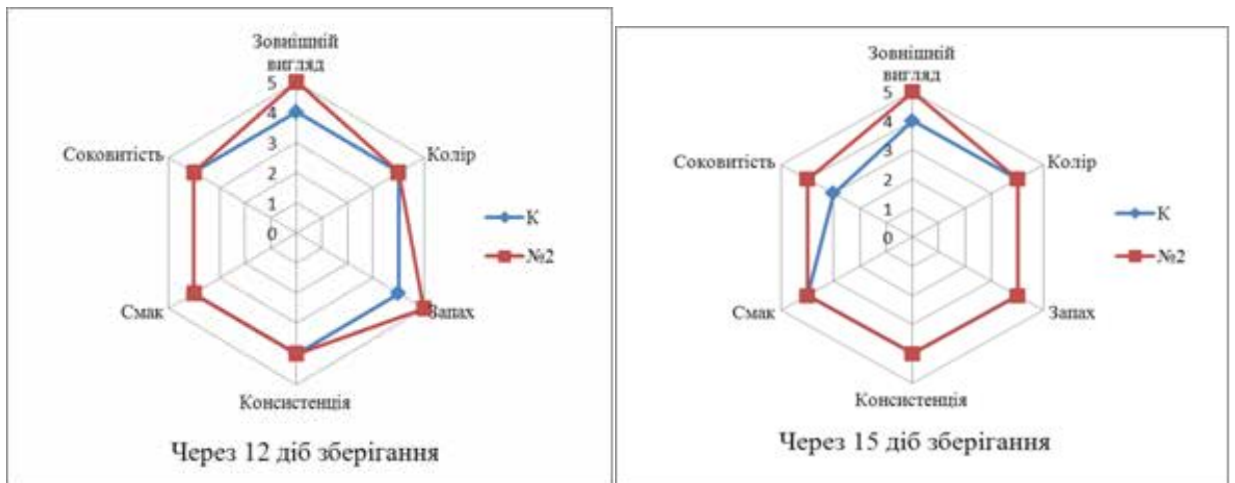 Зовнішній
вигляд
5
4
3
2
1
0
Колір
Соковитість
К
№2
Смак
Запах
Консистенція
Через 12 діб зберігання
Зовнішній
вигляд
5
4
3
2
1
0
Колір
Соковитість
К
№2
Смак
Запах
Консистенція
Через 15 діб зберігання